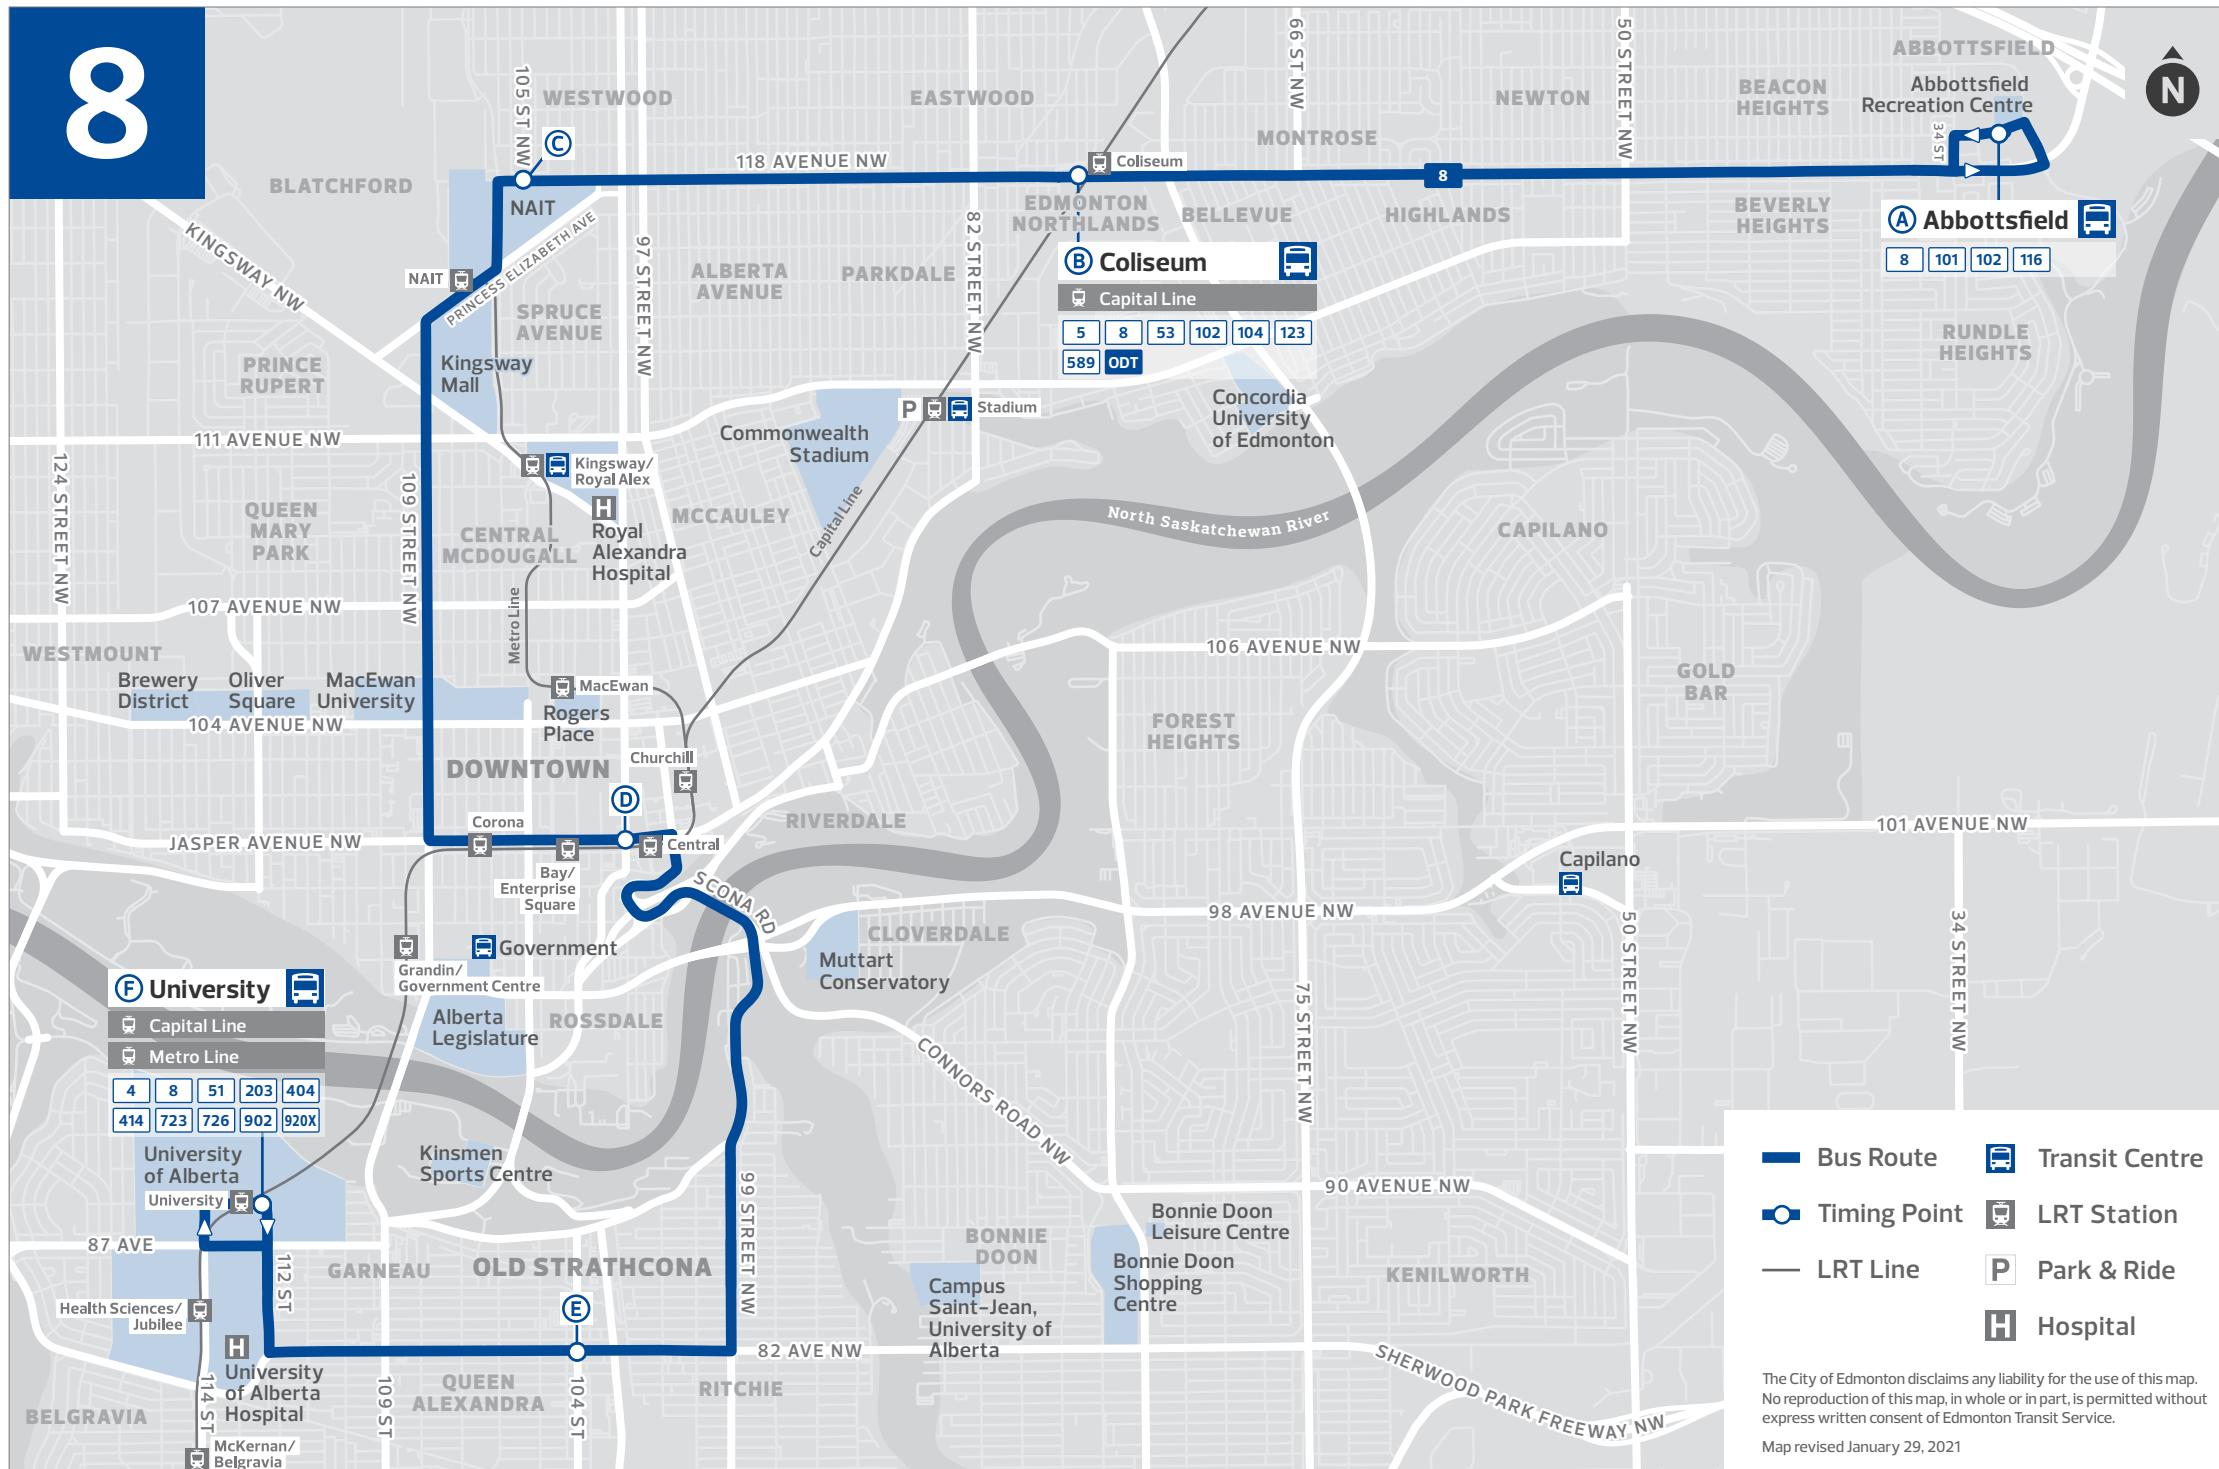 8
N
105 ST NW
66 ST NW
50 STREET NW
ABBOTTSFIELD
WESTWOOD
EASTWOOD
NEWTON
BEACON
HEIGHTS
Abbottsfield
Recreation Centre
MONTROSE
34 ST
C
118 AVENUE NW
Coliseum
8
BLATCHFORD
NAIT
EDMONTON
NORTHLANDS
BELLEVUE
HIGHLANDS
BEVERLY
HEIGHTS
A Abbottsfield
8 101 102 116
KINGSWAY NW
PRINCESS ELIZABETH AVE
97 STREET NW
82 STREET NW
NAIT
ALBERTA
AVENUE
PARKDALE
B Coliseum
Capital Line
5 8 53 102 104 123
589 ODT
SPRUCE
AVENUE
RUNDLE
HEIGHTS
PRINCE
RUPERT
Kingsway
Mall
Concordia
University
of Edmonton
P Stadium
Commonwealth
Stadium
111 AVENUE NW
124 STREET NW
109 STREET NW
Kingsway/
Royal Alex
H
Royal
Alexandra
Hospital
QUEEN
MARY
PARK
CENTRAL
MCDOUGALL
MCCAULEY
Capital Line
North Saskatchewan River
CAPILANO
107 AVENUE NW
Metro Line
106 AVENUE NW
WESTMOUNT
Brewery
District
Oliver
Square
MacEwan
University
MacEwan
GOLD
BAR
104 AVENUE NW
Rogers
Place
FOREST
HEIGHTS
Churchill
DOWNTOWN
D
Corona
RIVERDALE
101 AVENUE NW
JASPER AVENUE NW
Central
Bay/
Enterprise
Square
Capilano
SCONA RD
98 AVENUE NW
50 STREET NW
34 STREET NW
Government
CLOVERDALE
Grandin/
Government Centre
Muttart
Conservatory
F University
Capital Line
Metro Line
4 8 51 203 404
414 723 726 902 920X
Alberta
Legislature
ROSSDALE
75 STREET NW
CONNORS ROAD NW
University
of Alberta
University
Kinsmen
Sports Centre
99 STREET NW
90 AVENUE NW
Bonnie Doon
Leisure Centre
87 AVE
112 ST
GARNEAU
OLD STRATHCONA
BONNIE
DOON
Bonnie Doon
Shopping
Centre
KENILWORTH
Health Sciences/
Jubilee
E
Campus
Saint-Jean,
University of
Alberta
H
University
of Alberta
Hospital
82 AVE NW
SHERWOOD PARK FREEWAY NW
114 ST
109 ST
QUEEN
ALEXANDRA
104 ST
RITCHIE
BELGRAVIA
McKernan/
Belgravia
Bus Route
Transit Centre
Timing Point
LRT Station
LRT Line
P Park & Ride
H Hospital
The City of Edmonton disclaims any liability for the use of this map.
No reproduction of this map, in whole or in part, is permitted without
express written consent of Edmonton Transit Service.
Map revised January 29, 2021